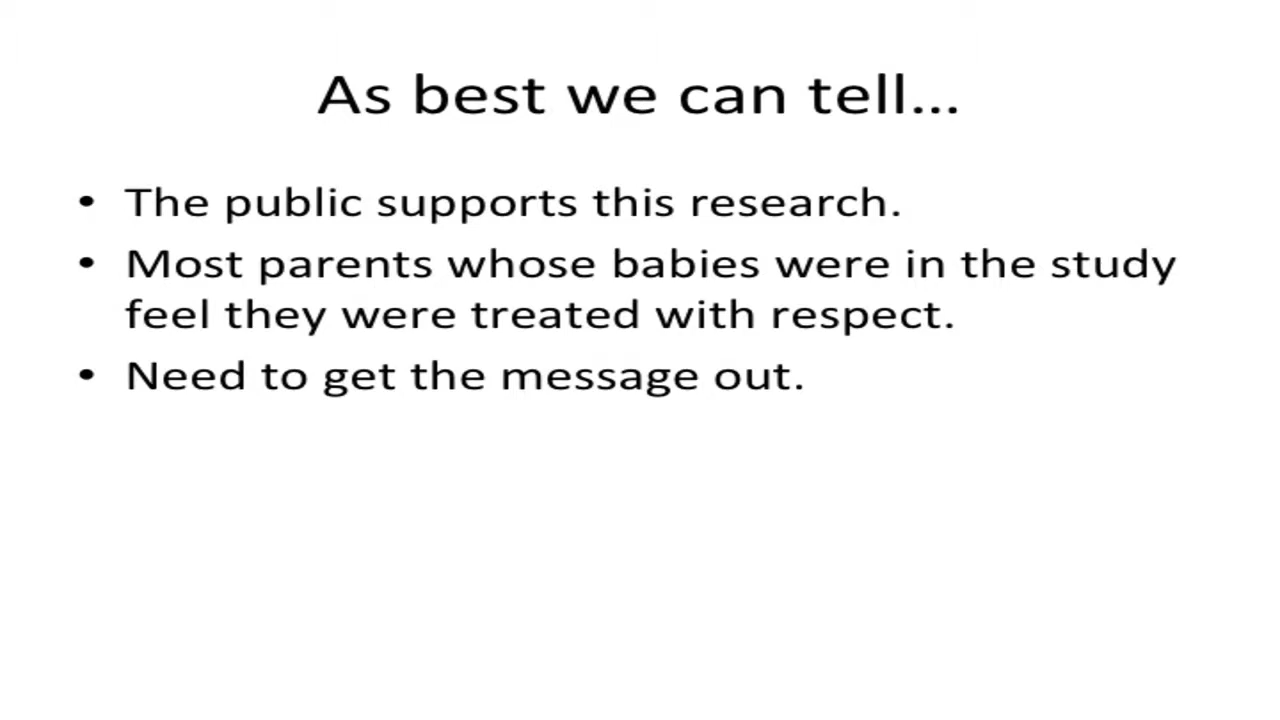 As best we can tell...
• The public supports this research.
• Most parents whose babies were in the study
feel they were treated with respect.
• Need to get the message out.